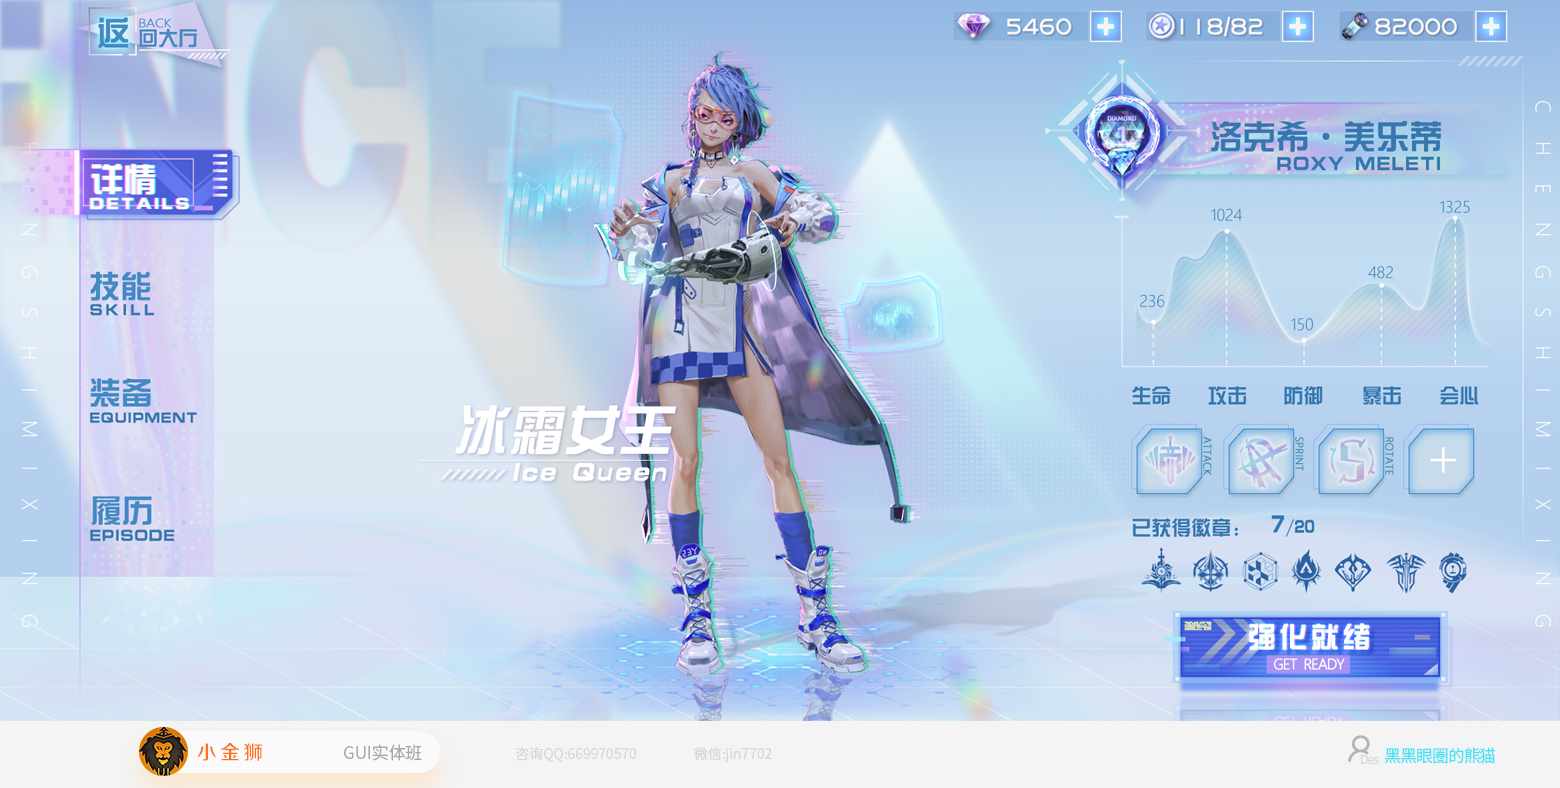 返
BACK
回大厅
5460
118/82
82000
ENCE
CHENGSHIMIXING
CHENGSHIMIXING
详情
DETAILS
技能
SKILL
装备
EQUIPMENT
履历
EPISODE
冰霜女王
Ice Queen
DIAMOND
洛克希·美乐蒂
ROXY MELETI
236
1024
150
482
1325
生命 攻击 防御 暴击 会心
ATTACK
SPRINT
ROTATE
已获得徽章： 7/20
强化就绪
GET READY
小金狮
GUI实体班
咨询QQ:669970570
微信:jin7702
Des
黑黑眼圈的熊猫